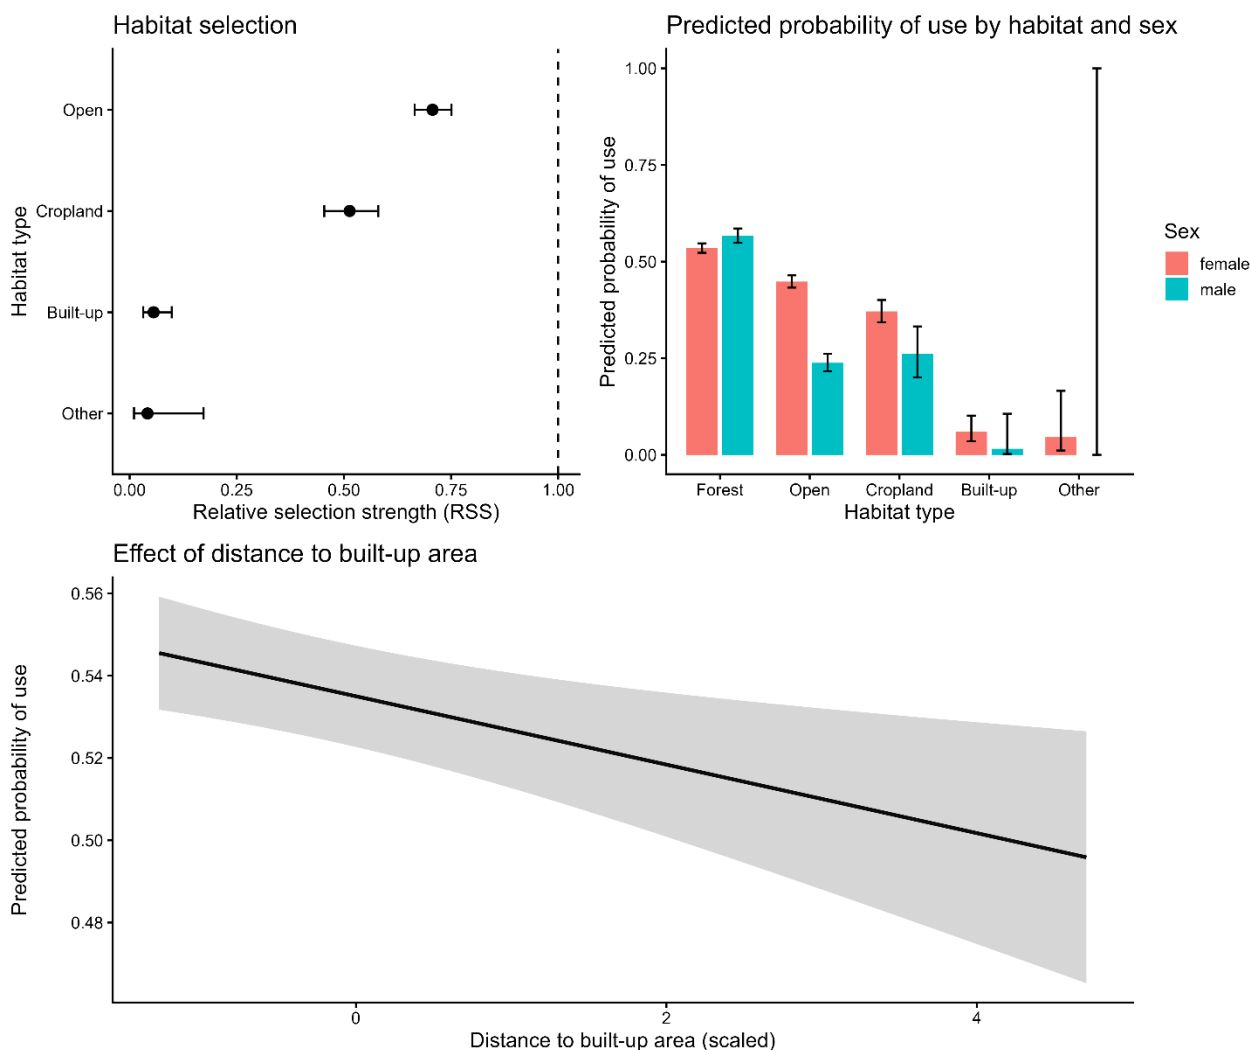 Habitat selection
Habitat type
Open
Cropland
Built-up
Other
0.00 0.25 0.50 0.75 1.00
Relative selection strength (RSS)
Predicted probability of use by habitat and sex
Predicted probability of use
1.00
0.75
0.50
0.25
0.00
Forest Open Cropland Built-up Other
Habitat type
Sex
female
male
Effect of distance to built-up area
Predicted probability of use
0.56
0.54
0.52
0.50
0.48
0 2 4
Distance to built-up area (scaled)